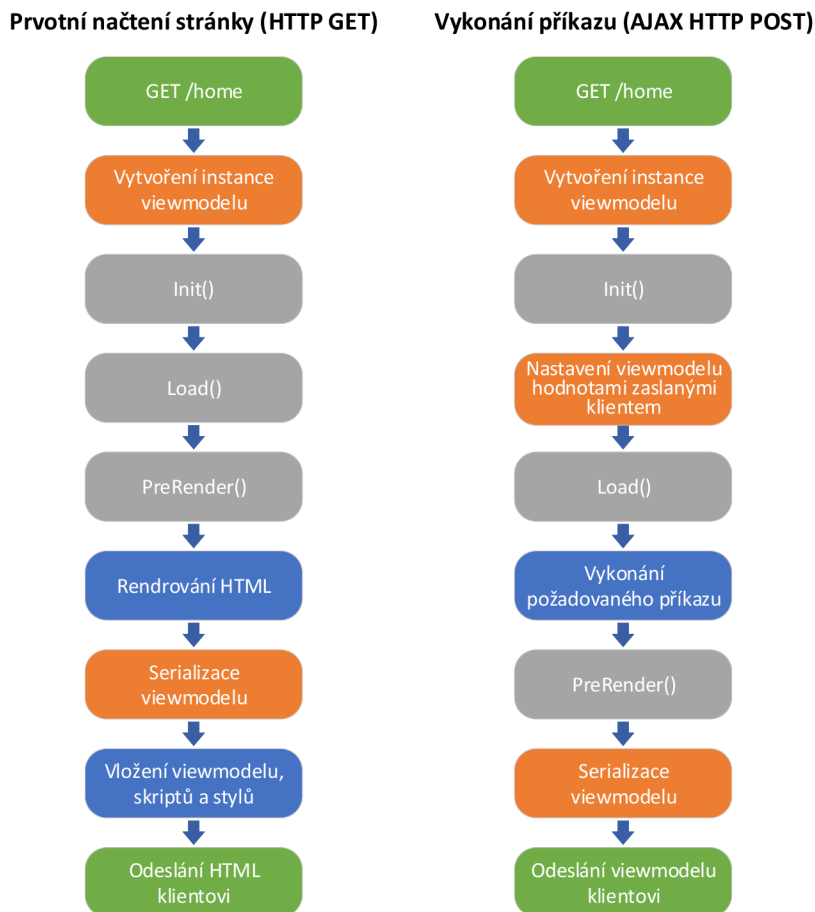 Prvotní načtení stránky (HTTP GET)
GET /home
Vytvoření instance
viewmodelu
Init()
Load()
PreRender()
Rendrování HTML
Serializace
viewmodelu
Vložení viewmodelu,
skriptů a stylů
Odeslání HTML
klientovi
Vykonání příkazu (AJAX HTTP POST)
GET /home
Vytvoření instance
viewmodelu
Init()
Nastavení viewmodelu
hodnotami zaslanými
klientem
Load()
Vykonání
požadovaného příkazu
PreRender()
Serializace
viewmodelu
Odeslání viewmodelu
klientovi